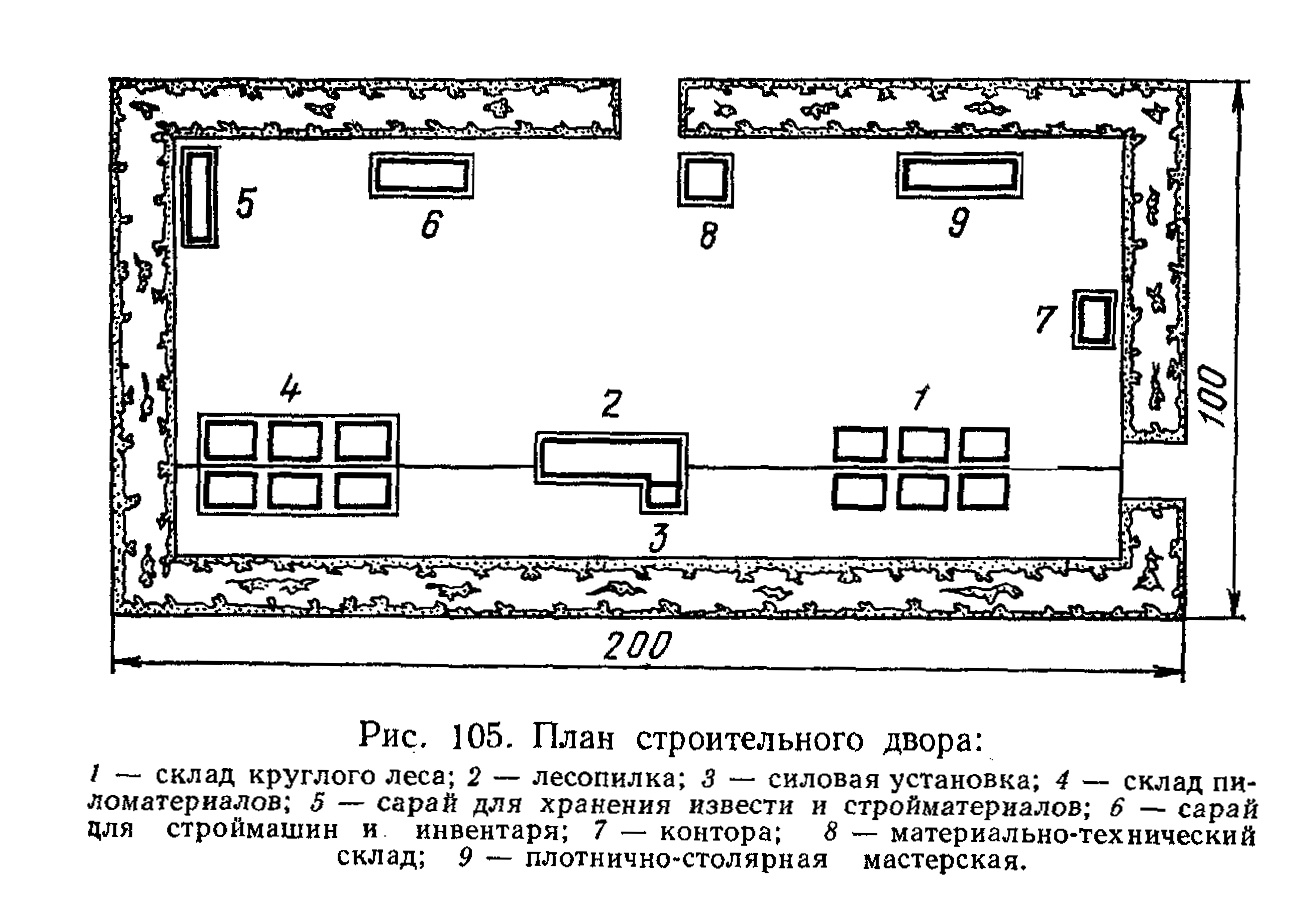 5
6
8
9
7
4
2
1
3
100
200
Рис. 105. План строительного двора:
1 — склад круглого леса; 2 — лесопилка; 3 — силовая установка; 4 — склад пи-
ломатериалов; 5 — сарай для хранения извести и стройматериалов; 6 — сарай
для строймашин и инвентаря; 7 — контора; 8 — материально-технический
склад; 9 — плотнично-столярная мастерская.